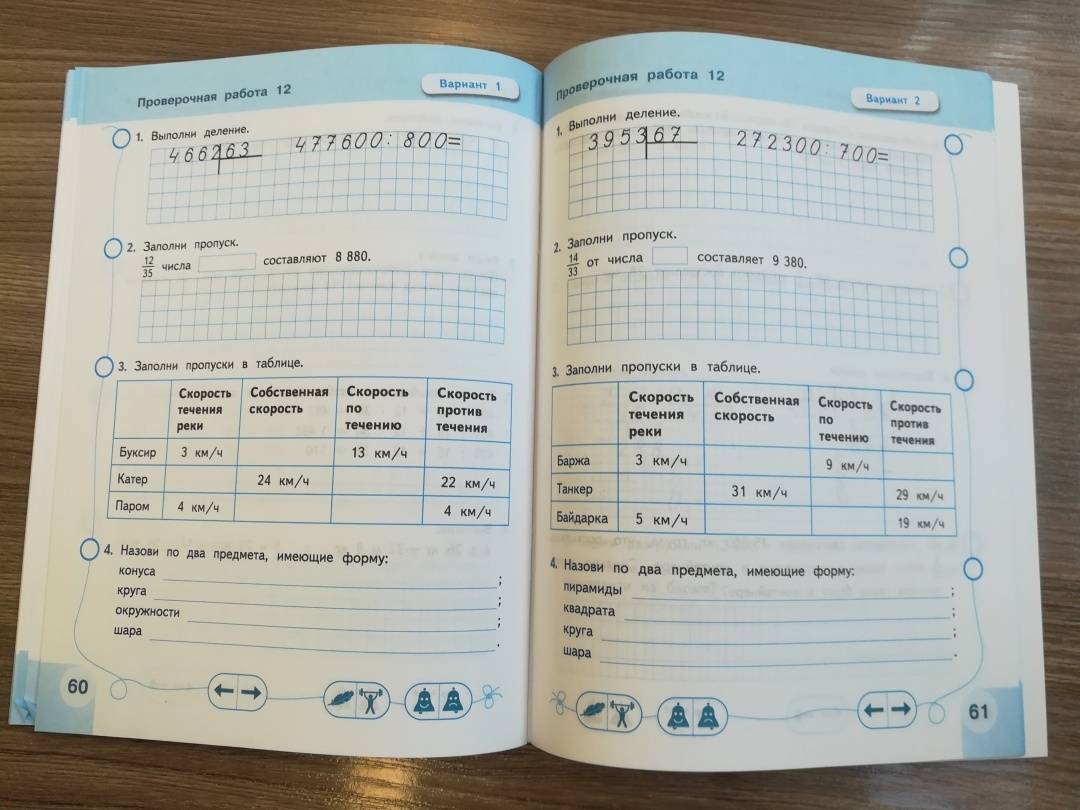 Проверочная работа 12
Вариант 1
1. Выполни деление.
4662 63 477600 : 800=
2. Заполни пропуск.
12/35 числа составляют 8 880.
3. Заполни пропуски в таблице.
Скорость течения реки Собственная скорость Скорость по течению Скорость против течения
Буксир 3 км/ч 13 км/ч
Катер 24 км/ч 22 км/ч
Паром 4 км/ч 4 км/ч
4. Назови по два предмета, имеющие форму:
конуса ;
круга ;
окружности ;
шара .
60
Проверочная работа 12
Вариант 2
1. Выполни деление.
3953 67 272300 : 700=
2. Заполни пропуск.
14/33 от числа составляет 9 380.
3. Заполни пропуски в таблице.
Скорость течения реки Собственная скорость Скорость по течению Скорость против течения
Баржа 3 км/ч 9 км/ч
Танкер 31 км/ч 29 км/ч
Байдарка 5 км/ч 19 км/ч
4. Назови по два предмета, имеющие форму:
пирамиды ;
квадрата ;
круга ;
шара .
61